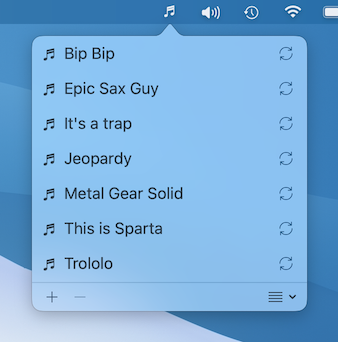 Bip Bip
Epic Sax Guy
It's a trap
Jeopardy
Metal Gear Solid
This is Sparta
Trololo